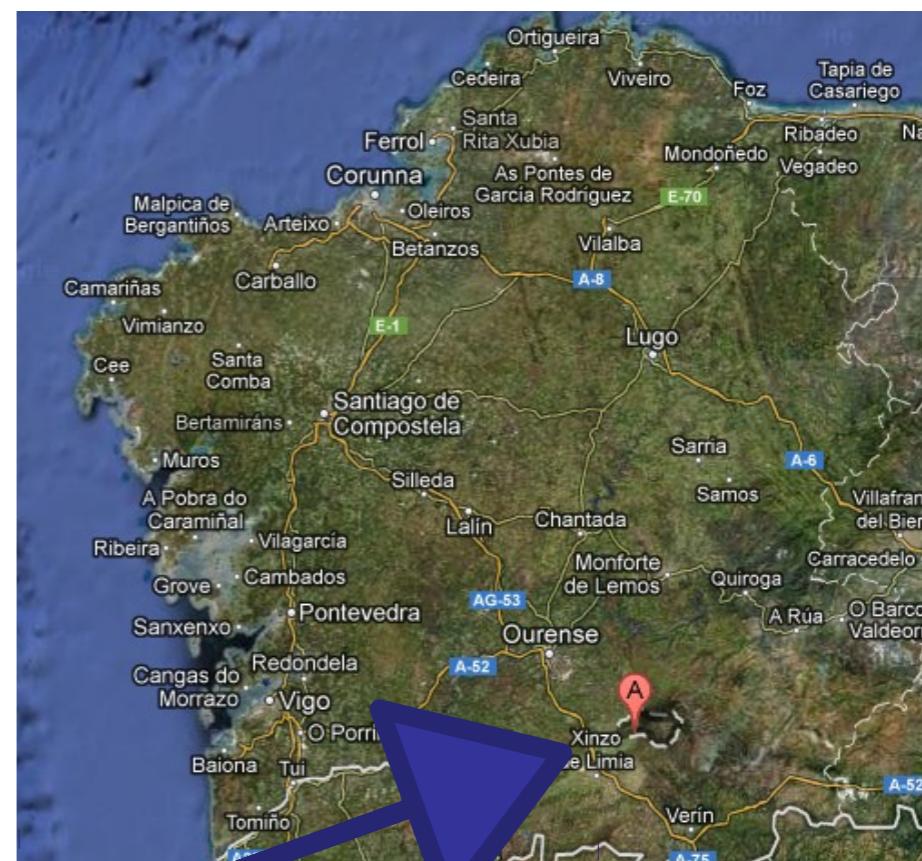 Ortigueira
Cedeira
Viveiro
Foz
Tapia de
Casariego
Santa
Rita Xubia
Ferrol
Ribadeo
Na
Mondoñedo
Vegadeo
As Pontes de
García Rodríguez
E-70
Corunna
Malpica de
Bergantiños
Arteixo
Oleiros
Betanzos
Vilalba
Carballo
A-8
Camariñas
Vimianzo
E-1
Lugo
Santa
Comba
Cee
Santiago de
Compostela
Bertamiráns
Sarria
A-6
Muros
Silleda
Samos
A Pobra do
Caramiñal
Lalín
Chantada
Villafran
del Bier
Ribeira
Vilagarcía
Monforte
de Lemos
Carracedelo
Grove
Cambados
Quiroga
AG-53
Pontevedra
A Rúa
O Barco
Valdeorr
Sanxenxo
Ourense
Redondela
A-52
Cangas do
Morrazo
Vigo
A
O Porri
Xinzo
de Limia
Baiona
Tui
A-52
Tomiño
Verín
A-75